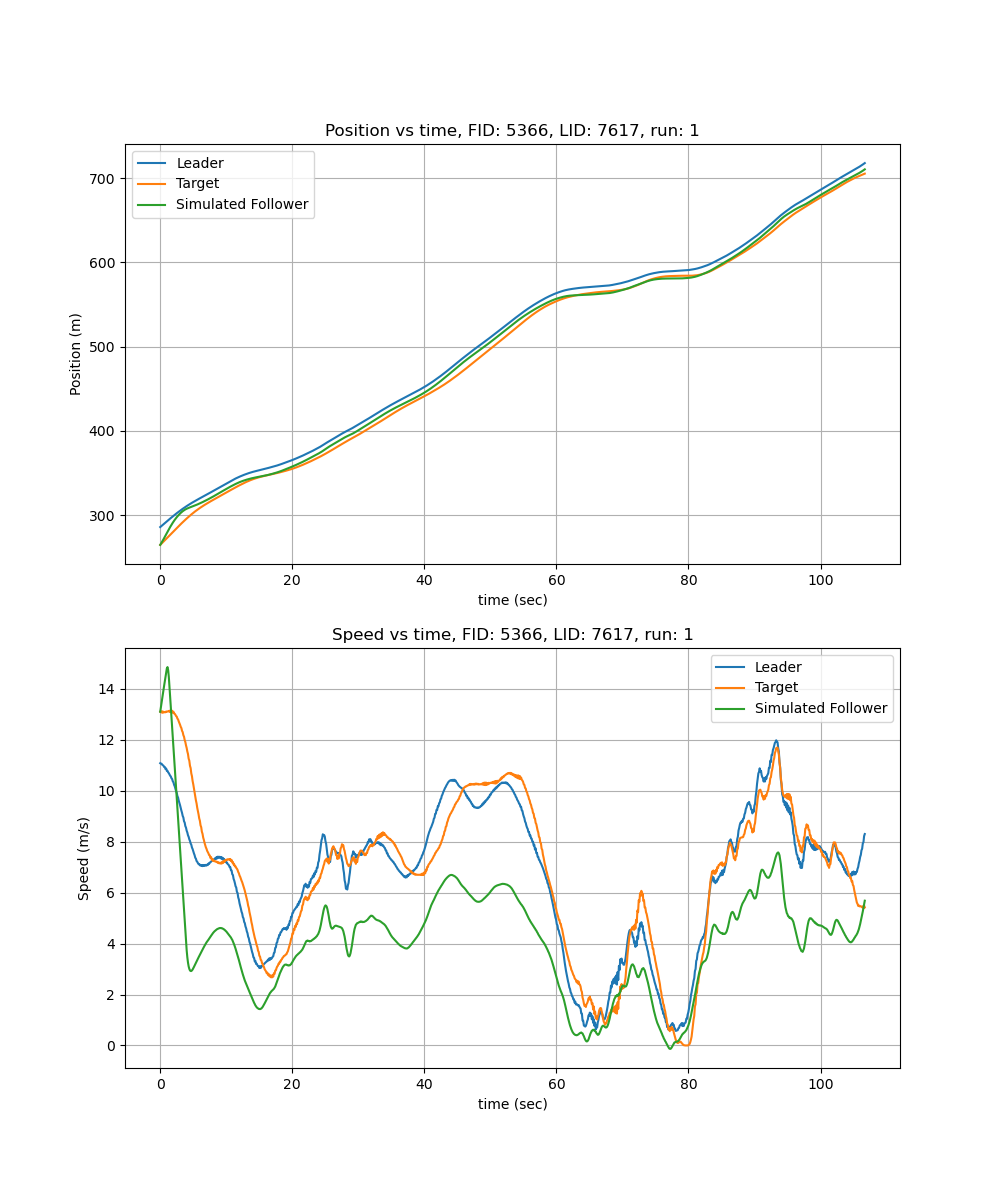 Position vs time, FID: 5366, LID: 7617, run: 1
Leader
Target
Simulated Follower
700
600
500
400
300
Position (m)
0 20 40 60 80 100
time (sec)
Speed vs time, FID: 5366, LID: 7617, run: 1
Leader
Target
Simulated Follower
14
12
10
8
6
4
2
0
Speed (m/s)
0 20 40 60 80 100
time (sec)